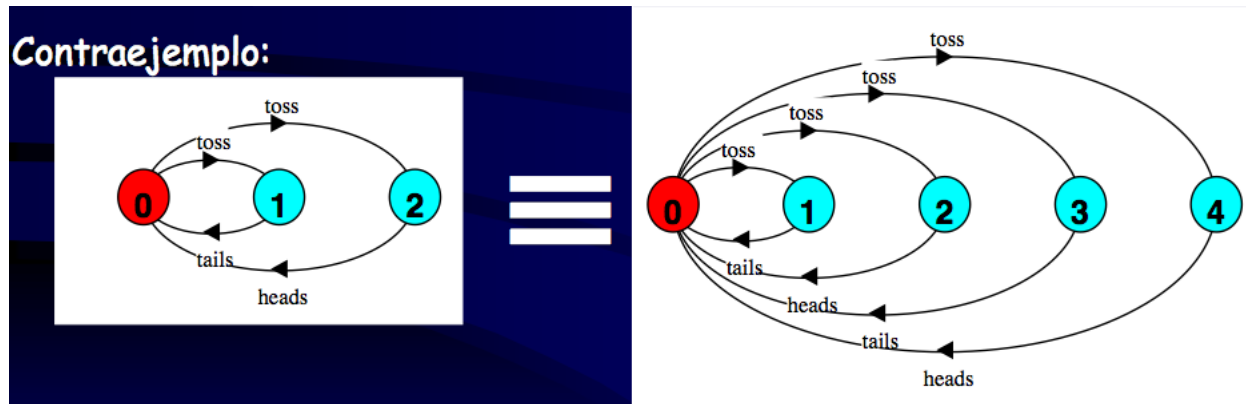 Contraejemplo:
toss
toss
0
1
2
tails
heads
toss
toss
toss
toss
0
1
2
3
4
tails
heads
tails
heads